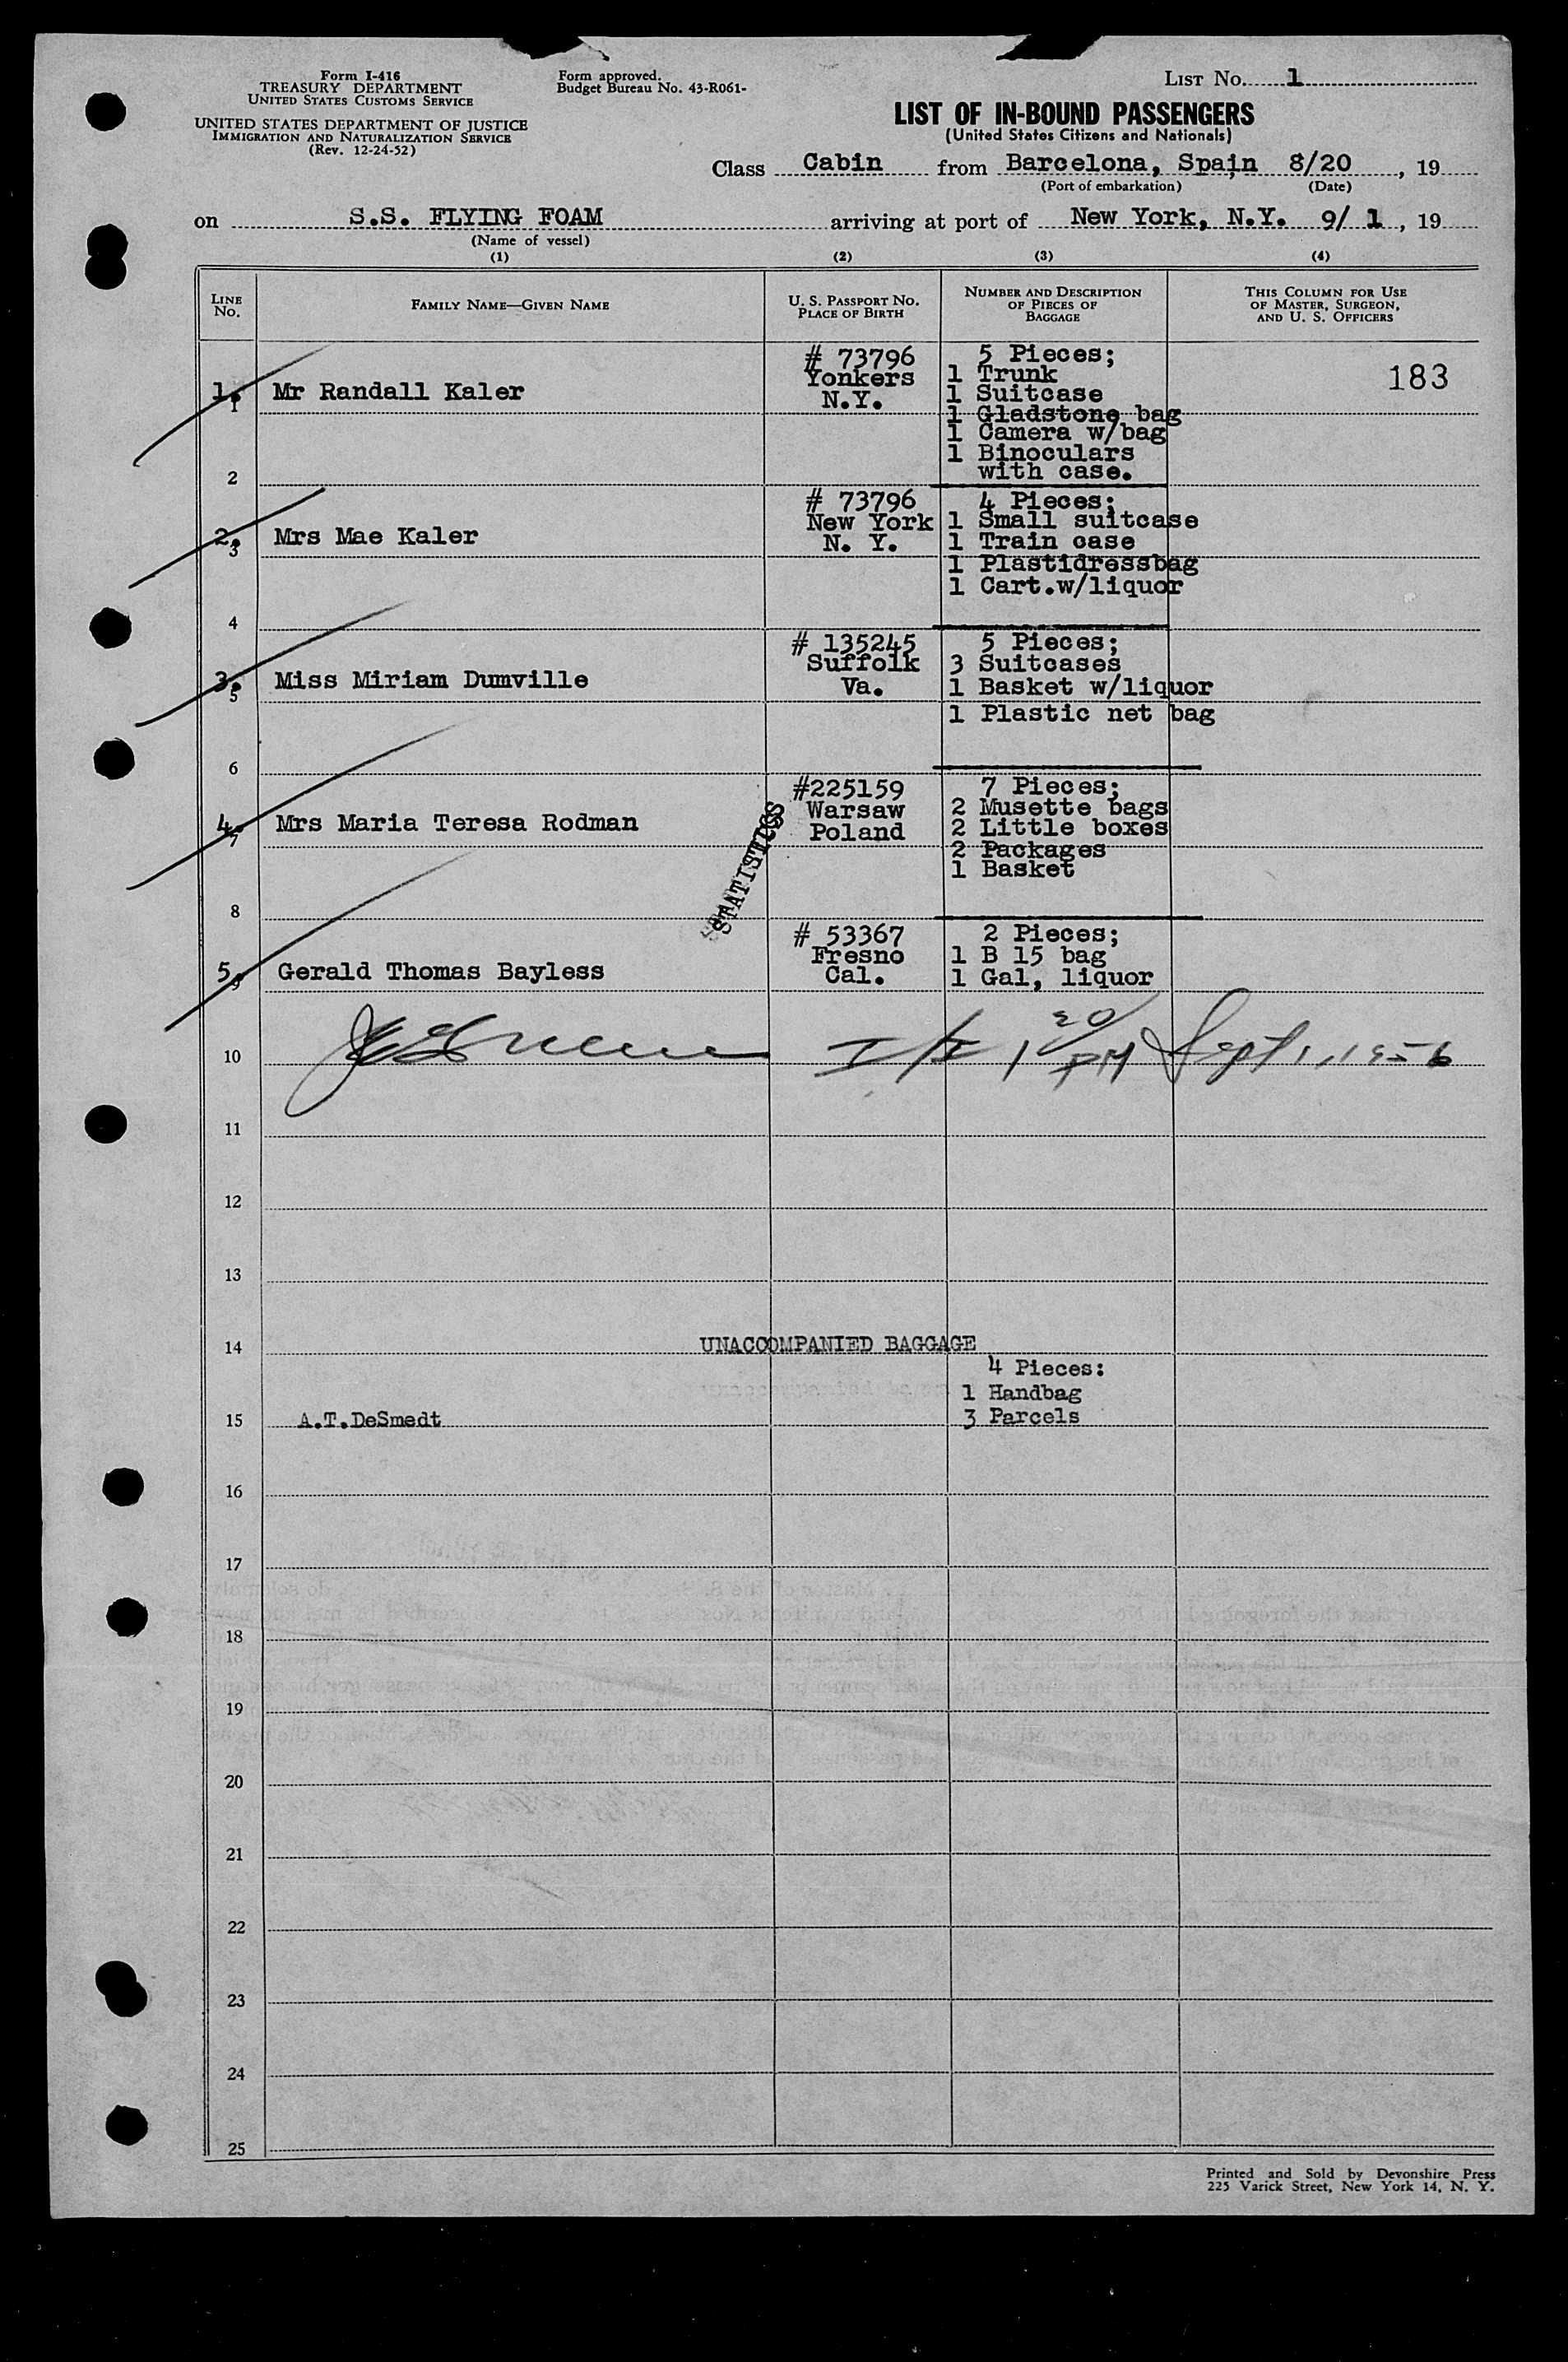 Form I-416
TREASURY DEPARTMENT
UNITED STATES CUSTOMS SERVICE
UNITED STATES DEPARTMENT OF JUSTICE
IMMIGRATION AND NATURALIZATION SERVICE
(Rev. 12-24-52)
Form approved.
Budget Bureau No. 43-R061-
LIST No. 1
LIST OF IN-BOUND PASSENGERS
(United States Citizens and Nationals)
Class Cabin from Barcelona, Spain 8/20, 19
(Port of embarkation) (Date)
on S.S. FLYING FOAM arriving at port of New York, N.Y. 9/ 1, 19
(Name of vessel)
(1) (2) (3) (4)
LINE No. FAMILY NAME—GIVEN NAME U. S. PASSPORT NO. PLACE OF BIRTH NUMBER AND DESCRIPTION OF PIECES OF BAGGAGE THIS COLUMN FOR USE OF MASTER, SURGEON, AND U. S. OFFICERS
# 73796 5 Pieces;
Yonkers 1 Trunk 183
1. Mr Randall Kaler N.Y. 1 Suitcase
1 1 Gladstone bag
1 Camera w/bag
1 Binoculars
2 with case.
# 73796 4 Pieces;
New York 1 Small suitcase
2. Mrs Mae Kaler N. Y. 1 Train case
3 1 Plastidressbag
1 Cart.w/liquor
4
# 135245 5 Pieces;
Suffolk 3 Suitcases
3. Miss Miriam Dumville Va. 1 Basket w/liquor
5 1 Plastic net bag
6
#225159 7 Pieces;
Warsaw 2 Musette bags
4. Mrs Maria Teresa Rodman Poland 2 Little boxes
7 2 Packages
1 Basket
STATISTICS
8
# 53367 2 Pieces;
Fresno 1 B 15 bag
5. Gerald Thomas Bayless Cal. 1 Gal, liquor
9
10 I/I 1 20 PM Sept 1, 1956
11
12
13
14 UNACCOMPANIED BAGGAGE
4 Pieces:
1 Handbag
15 A.T.DeSmedt 3 Parcels
16
17
18
19
20
21
22
23
24
25
Printed and Sold by Devonshire Press
225 Varick Street, New York 14, N. Y.